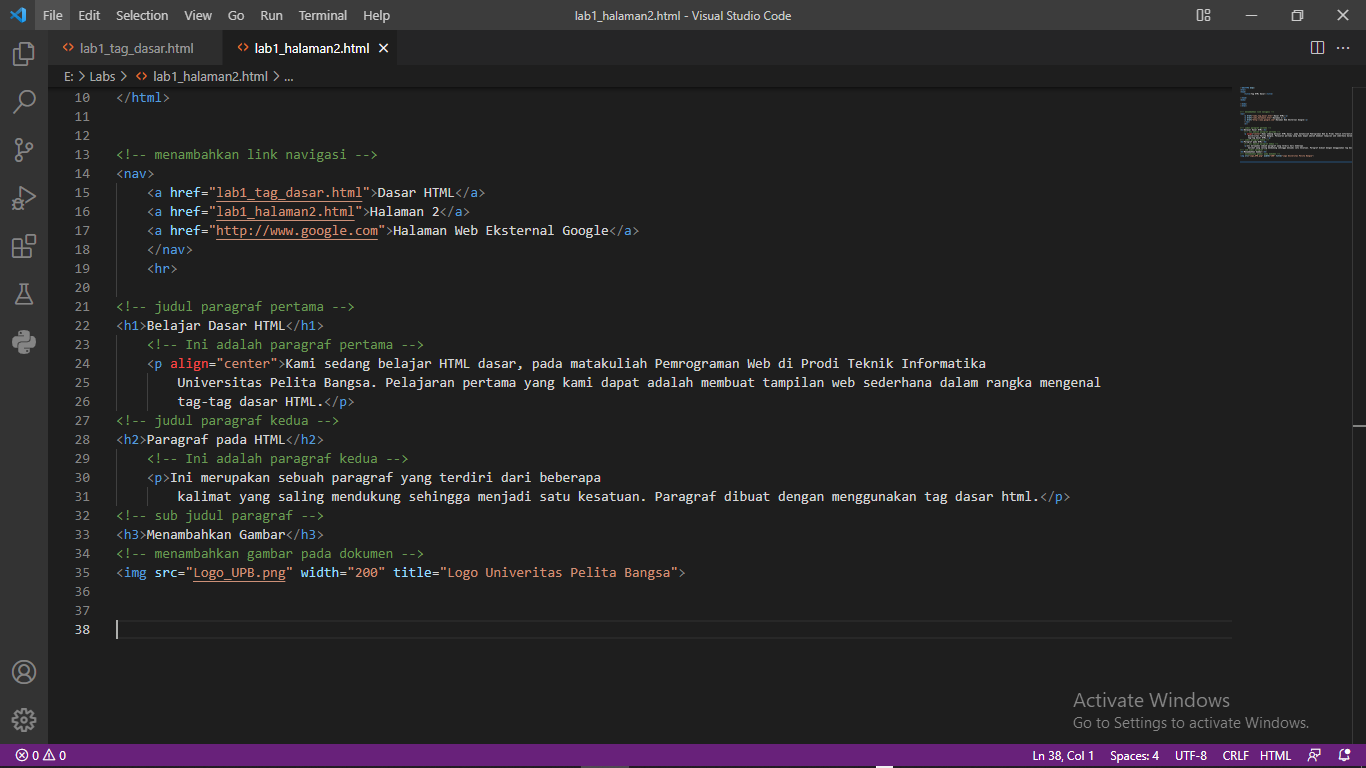 File Edit Selection View Go Run Terminal Help lab1_halaman2.html - Visual Studio Code
lab1_tag_dasar.html lab1_halaman2.html
E: > Labs > lab1_halaman2.html > ...
10 </html>
11
12
13 <!-- menambahkan link navigasi -->
14 <nav>
15 <a href="lab1_tag_dasar.html">Dasar HTML</a>
16 <a href="lab1_halaman2.html">Halaman 2</a>
17 <a href="http://www.google.com">Halaman Web Eksternal Google</a>
18 </nav>
19 <hr>
20
21 <!-- judul paragraf pertama -->
22 <h1>Belajar Dasar HTML</h1>
23 <!-- Ini adalah paragraf pertama -->
24 <p align="center">Kami sedang belajar HTML dasar, pada matakuliah Pemrograman Web di Prodi Teknik Informatika
25 Universitas Pelita Bangsa. Pelajaran pertama yang kami dapat adalah membuat tampilan web sederhana dalam rangka mengenal
26 tag-tag dasar HTML.</p>
27 <!-- judul paragraf kedua -->
28 <h2>Paragraf pada HTML</h2>
29 <!-- Ini adalah paragraf kedua -->
30 <p>Ini merupakan sebuah paragraf yang terdiri dari beberapa
31 kalimat yang saling mendukung sehingga menjadi satu kesatuan. Paragraf dibuat dengan menggunakan tag dasar html.</p>
32 <!-- sub judul paragraf -->
33 <h3>Menambahkan Gambar</h3>
34 <!-- menambahkan gambar pada dokumen -->
35 <img src="Logo_UPB.png" width="200" title="Logo Univeritas Pelita Bangsa">
36
37
38
Activate Windows
Go to Settings to activate Windows.
0 0 Ln 38, Col 1 Spaces: 4 UTF-8 CRLF HTML